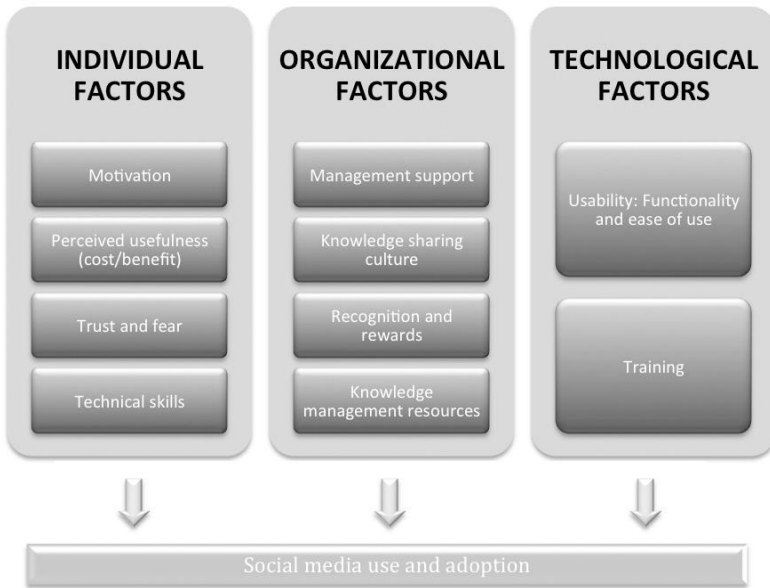 INDIVIDUAL
FACTORS
Motivation
Perceived usefulness
(cost/benefit)
Trust and fear
Technical skills
ORGANIZATIONAL
FACTORS
Management support
Knowledge sharing
culture
Recognition and
rewards
Knowledge
management resources
TECHNOLOGICAL
FACTORS
Usability: Functionality
and ease of use
Training
Social media use and adoption